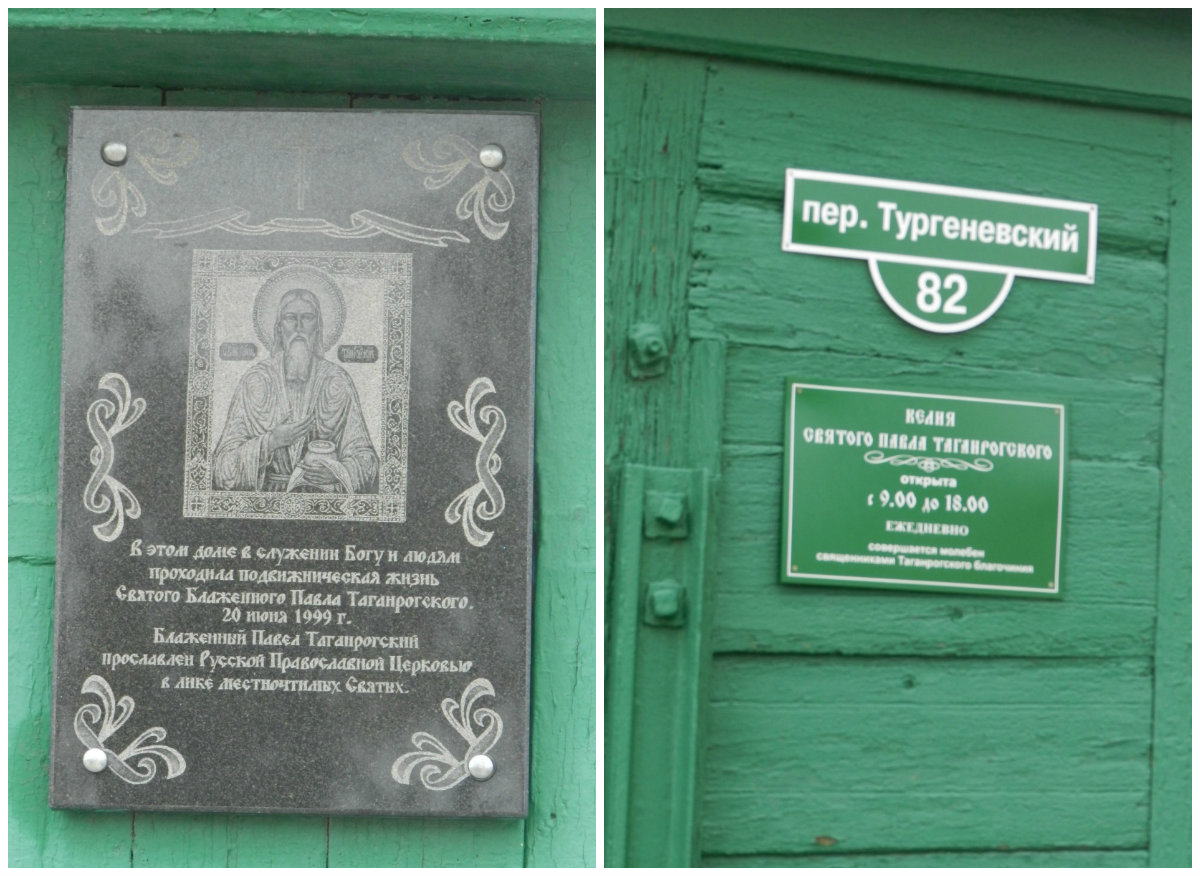 В этом доме в служении Богу и людям
проходила подвижническая жизнь
Святого Блаженного Павла Таганрогского.
20 июня 1999 г.
Блаженный Павел Таганрогский
прославлен Русской Православной Церковью
в лике местночтимых Святых.
пер. Тургеневский
82
КЕЛИЯ
СВЯТОГО ПАВЛА ТАГАНРОГСКОГО
открыта
с 9.00 до 18.00
ЕЖЕДНЕВНО
совершается молебен
священниками Таганрогского благочиния